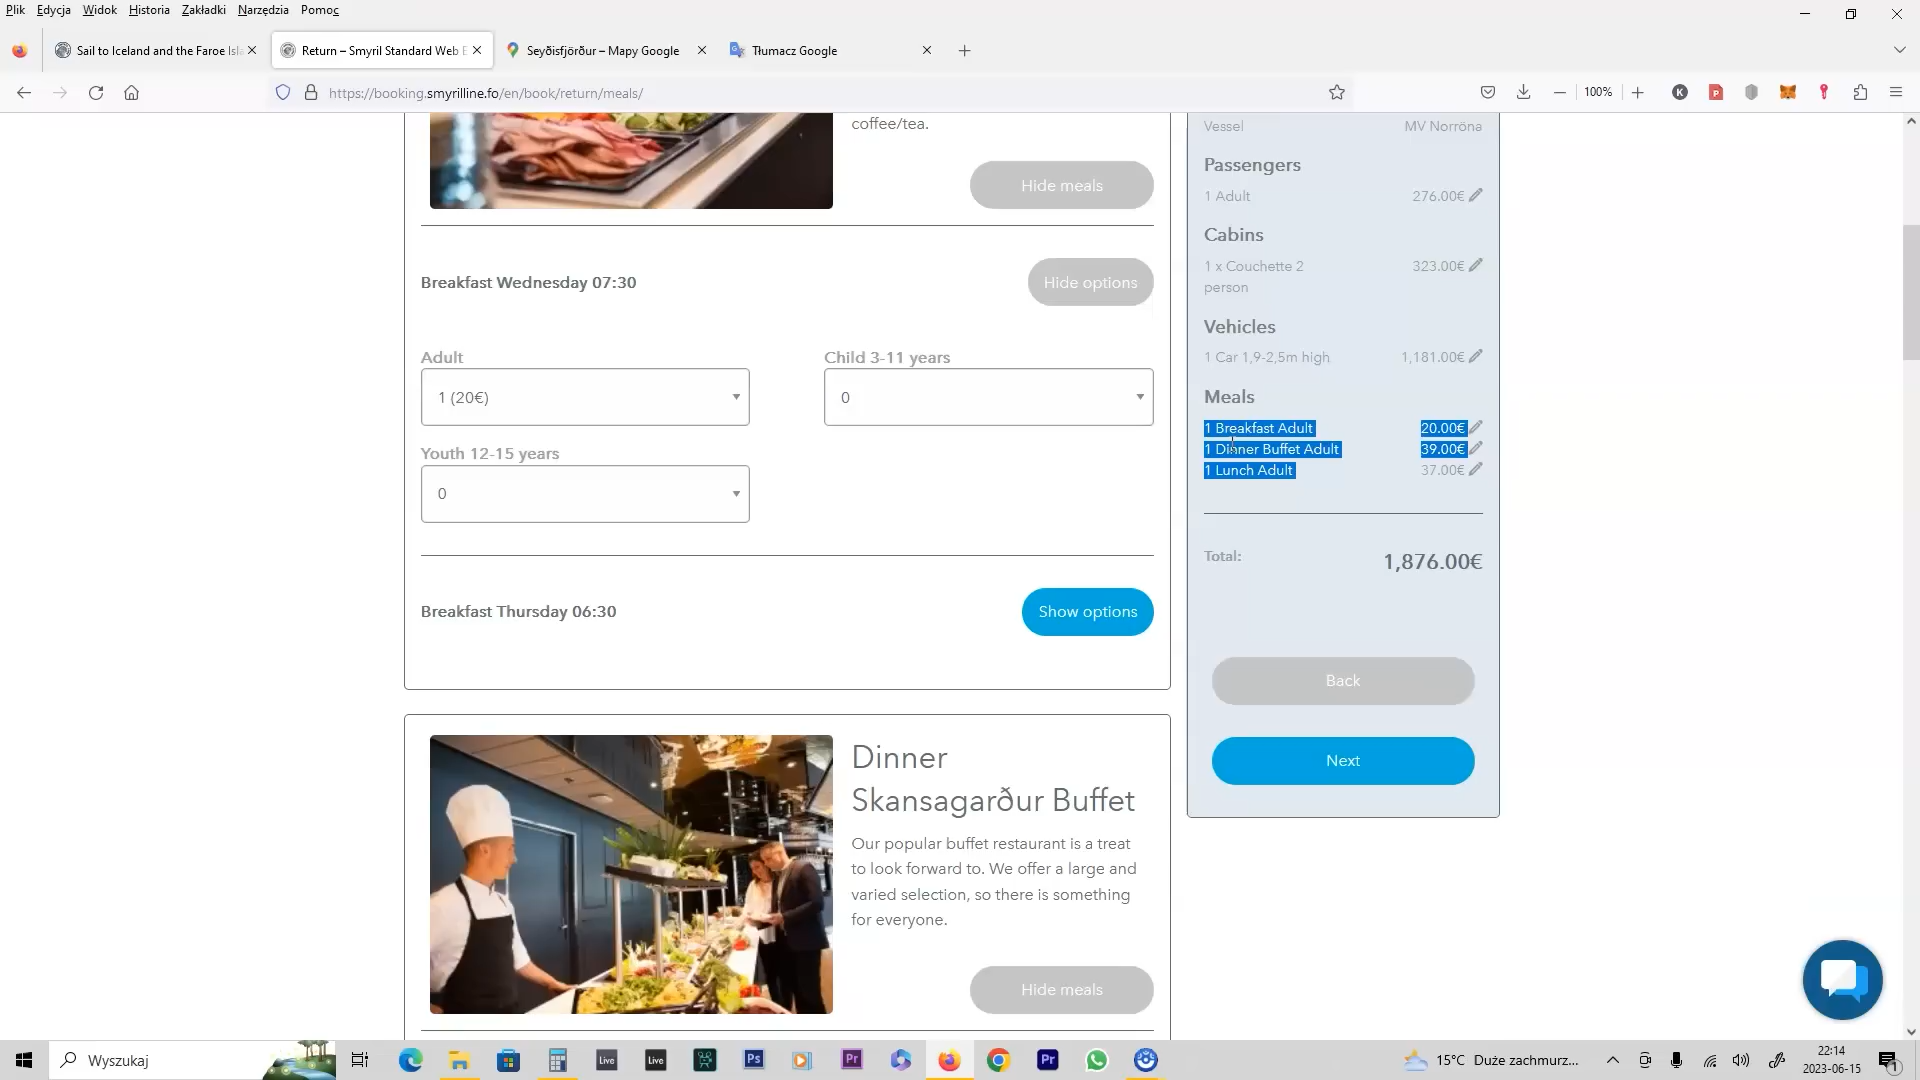 Plik Edycja Widok Historia Zakładki Narzędzia Pomoc
Sail to Iceland and the Faroe Isla
Return – Smyril Standard Web B
Seyðisfjörður – Mapy Google
Tłumacz Google
https://booking.smyrilline.fo/en/book/return/meals/
100%
coffee/tea.
Hide meals
Breakfast Wednesday 07:30
Hide options
Adult
Child 3-11 years
1 (20€)
0
Youth 12-15 years
0
Breakfast Thursday 06:30
Show options
Dinner
Skansagarður Buffet
Our popular buffet restaurant is a treat
to look forward to. We offer a large and
varied selection, so there is something
for everyone.
Hide meals
Vessel MV Norröna
Passengers
1 Adult 276.00€
Cabins
1 x Couchette 2 323.00€
person
Vehicles
1 Car 1,9-2,5m high 1,181.00€
Meals
1 Breakfast Adult 20.00€
1 Dinner Buffet Adult 39.00€
1 Lunch Adult 37.00€
Total: 1,876.00€
Back
Next
Wyszukaj
Live
Live
Ps
Pr
Pr
15°C Duże zachmurz...
22:14
2023-06-15
1